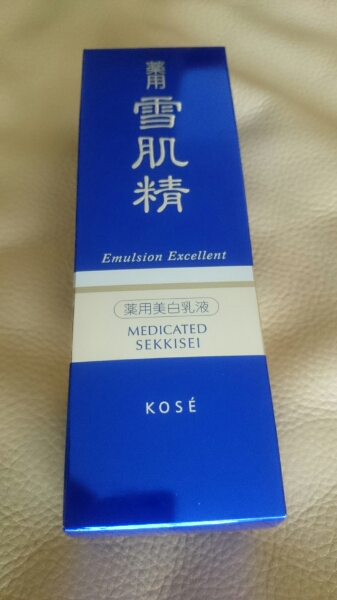 薬用
雪肌精
Emulsion Excellent
薬用美白乳液
MEDICATED
SEKKISEI
KOSÉ